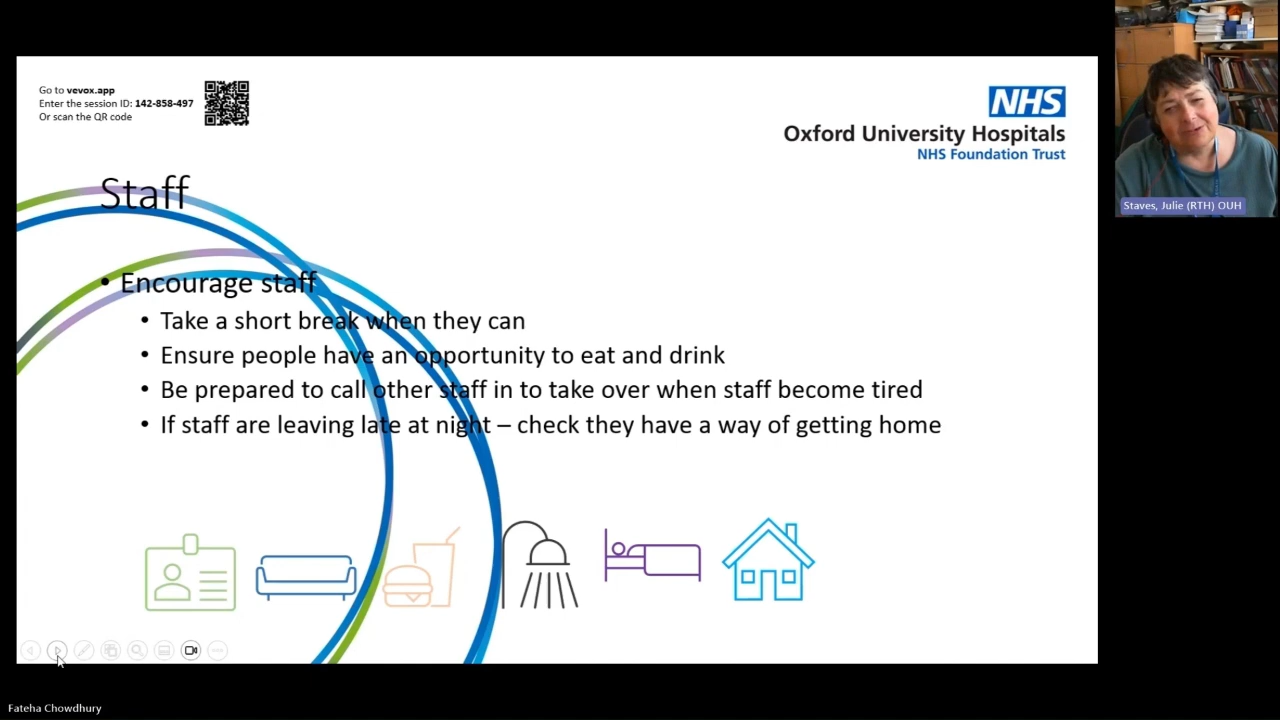 Go to vevox.app
Enter the session ID: 142-858-497
Or scan the QR code
NHS
Oxford University Hospitals
NHS Foundation Trust
Staves, Julie (RTH) OUH
Staff
• Encourage staff
• Take a short break when they can
• Ensure people have an opportunity to eat and drink
• Be prepared to call other staff in to take over when staff become tired
• If staff are leaving late at night – check they have a way of getting home
Fateha Chowdhury